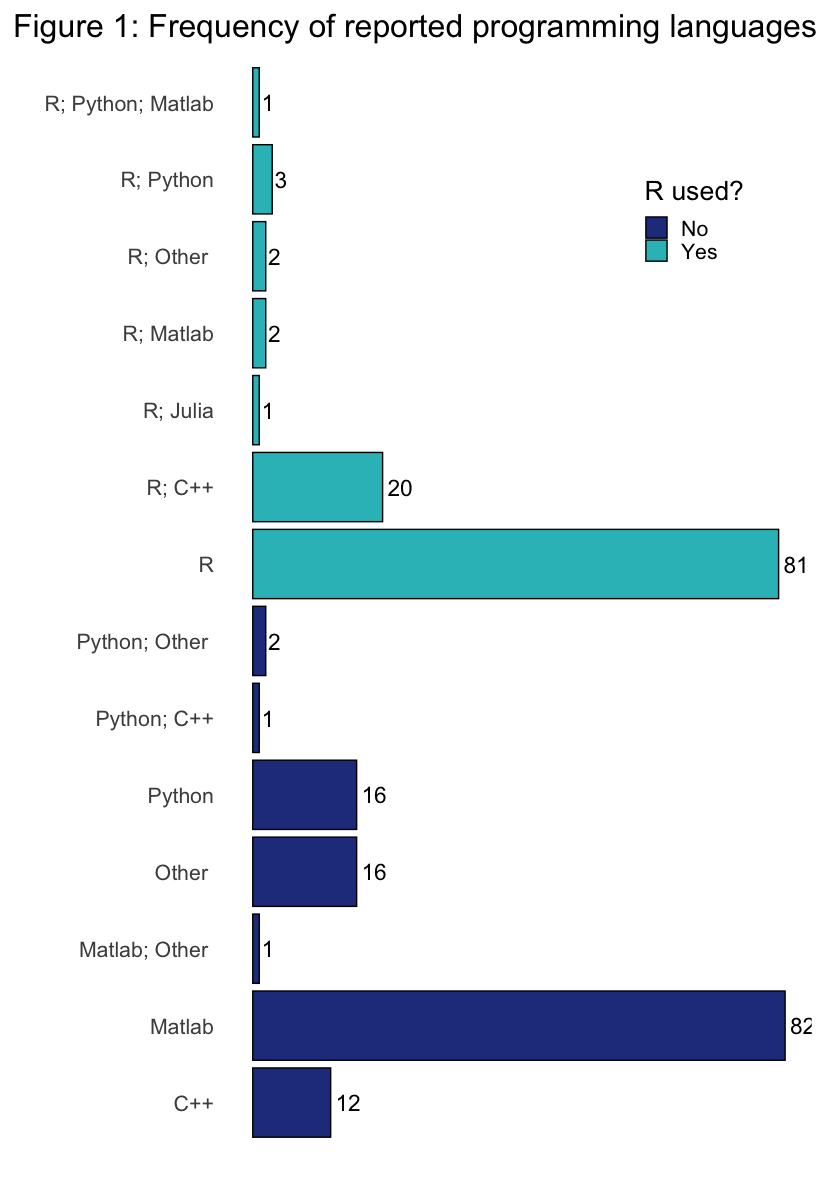 Figure 1: Frequency of reported programming languages
R; Python; Matlab 1
R; Python 3
R used?
No
Yes
R; Other 2
R; Matlab 2
R; Julia 1
R; C++ 20
R 81
Python; Other 2
Python; C++ 1
Python 16
Other 16
Matlab; Other 1
Matlab 82
C++ 12